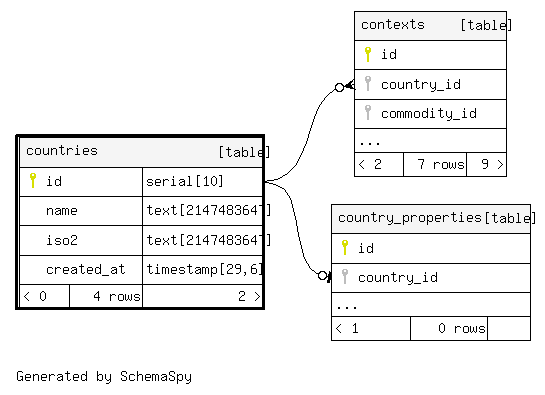 contexts [table]
id
country_id
commodity_id
...
< 2 7 rows 9 >
countries [table]
id serial[10]
name text[2147483647]
iso2 text[2147483647]
created_at timestamp[29,6]
< 0 4 rows 2 >
country_properties[table]
id
country_id
...
< 1 0 rows
Generated by SchemaSpy